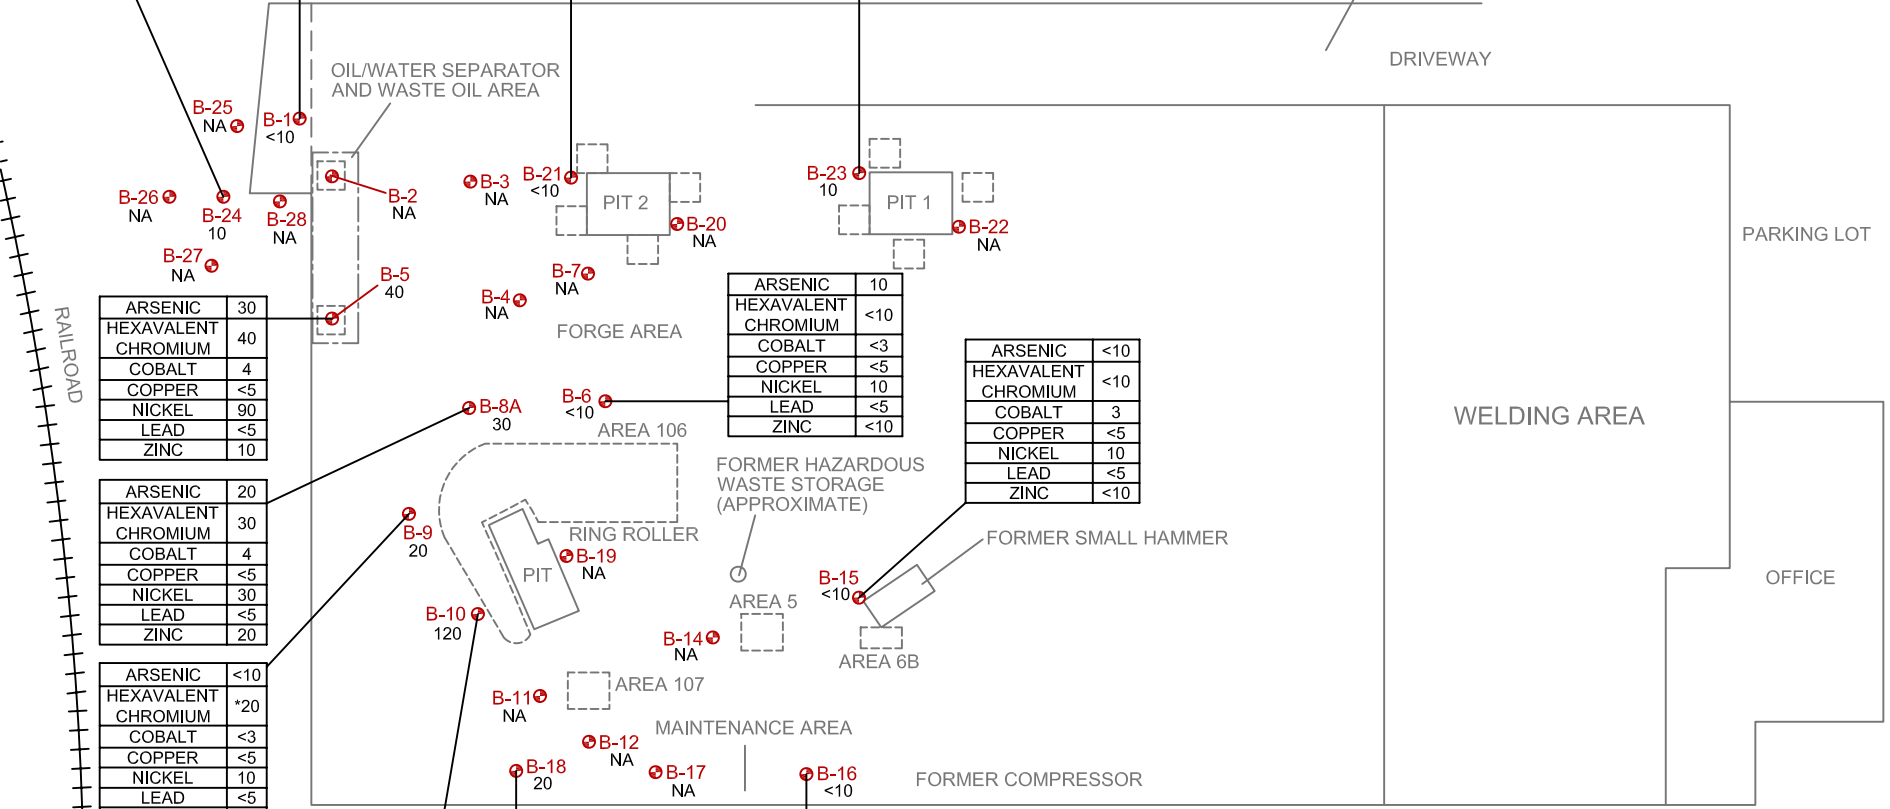 DRIVEWAY
OIL/WATER SEPARATOR
AND WASTE OIL AREA
B-25
NA
B-1
<10
B-26
NA
B-24
10
B-28
NA
B-27
NA
B-2
NA
B-5
40
B-3
NA
B-21
<10
PIT 2
B-20
NA
B-23
10
PIT 1
B-22
NA
PARKING LOT
B-7
NA
B-4
NA
FORGE AREA
RAILROAD
ARSENIC 30
HEXAVALENT
CHROMIUM 40
COBALT 4
COPPER <5
NICKEL 90
LEAD <5
ZINC 10
ARSENIC 10
HEXAVALENT
CHROMIUM <10
COBALT <3
COPPER <5
NICKEL 10
LEAD <5
ZINC <10
ARSENIC <10
HEXAVALENT
CHROMIUM <10
COBALT 3
COPPER <5
NICKEL 10
LEAD <5
ZINC <10
WELDING AREA
B-8A
30
B-6
<10
AREA 106
FORMER HAZARDOUS
WASTE STORAGE
(APPROXIMATE)
ARSENIC 20
HEXAVALENT
CHROMIUM 30
COBALT 4
COPPER <5
NICKEL 30
LEAD <5
ZINC 20
B-9
20
RING ROLLER
PIT
B-19
NA
FORMER SMALL HAMMER
OFFICE
B-15
<10
AREA 5
B-10
120
B-14
NA
AREA 6B
ARSENIC <10
HEXAVALENT
CHROMIUM *20
COBALT <3
COPPER <5
NICKEL 10
LEAD <5
B-11
NA
AREA 107
MAINTENANCE AREA
B-12
NA
B-18
20
B-17
NA
B-16
<10
FORMER COMPRESSOR